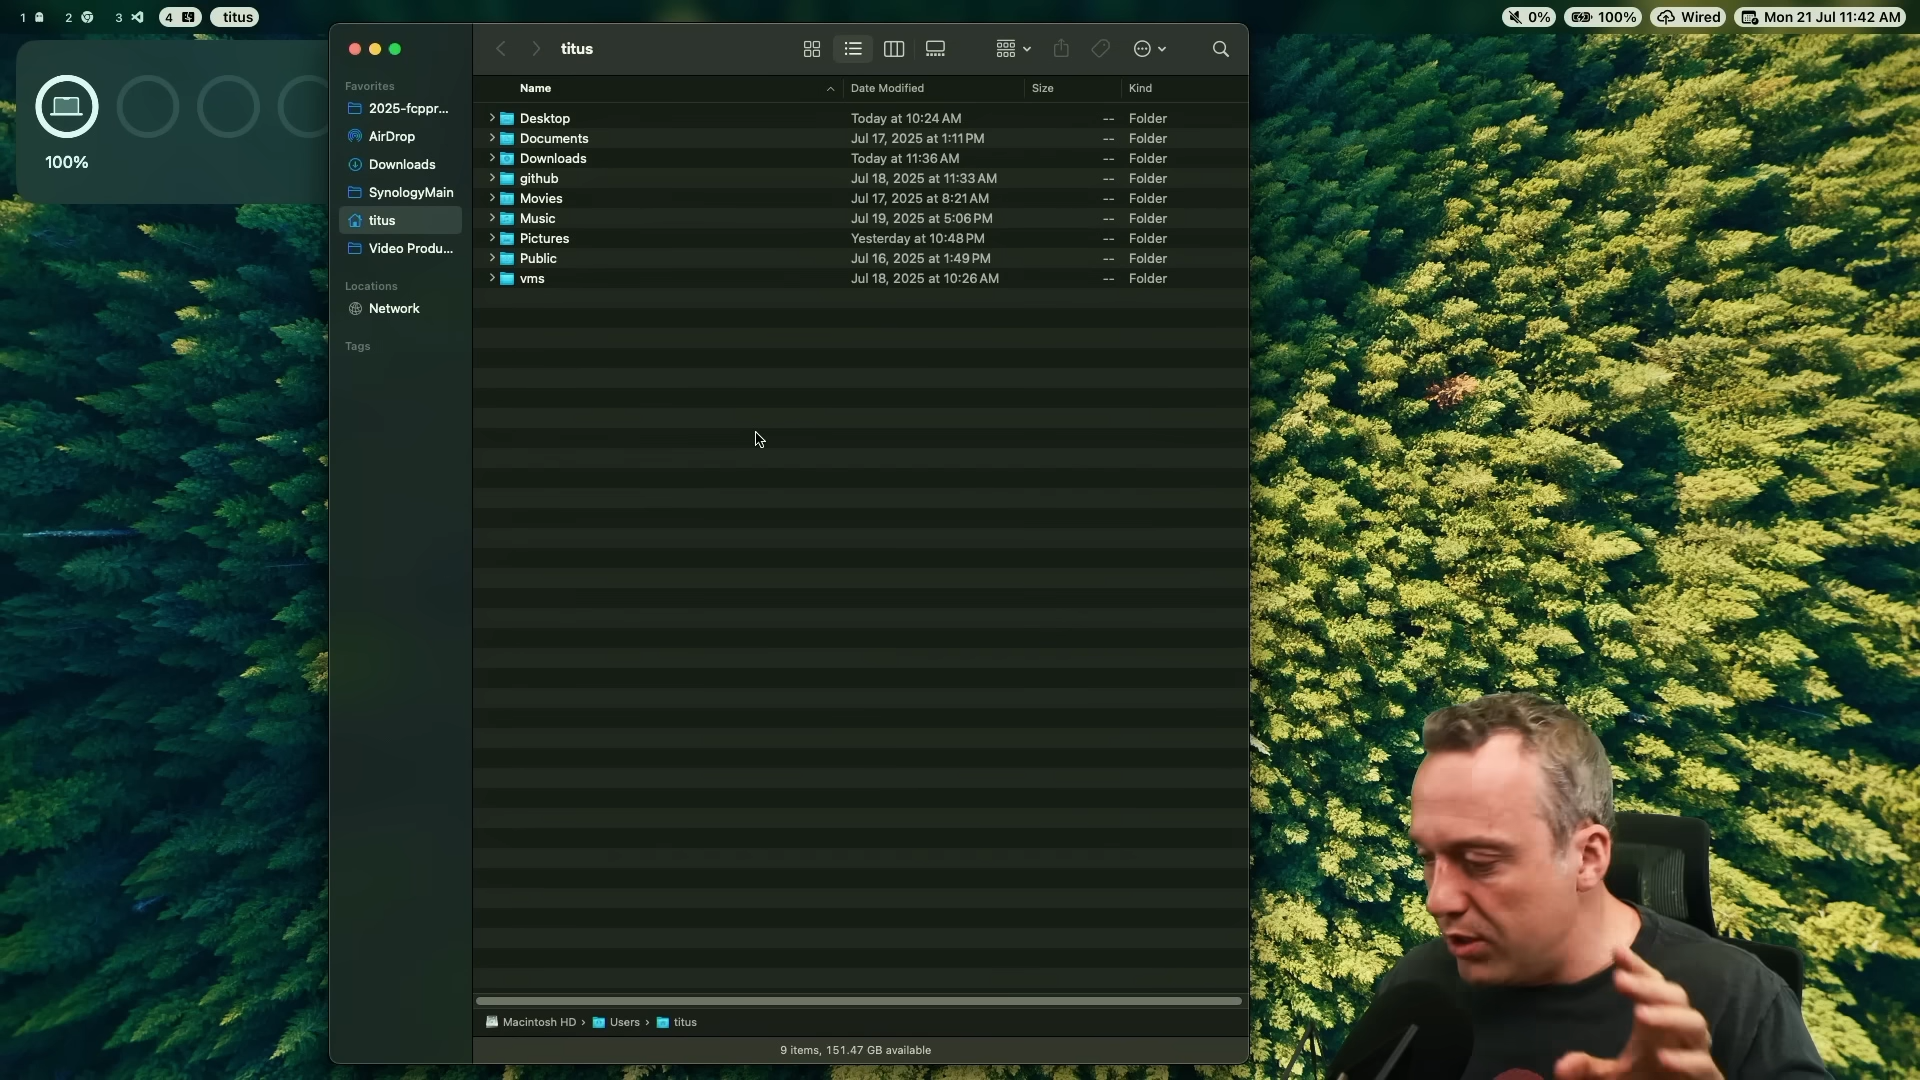 1 2 3 4 titus 0% 100% Wired Mon 21 Jul 11:42 AM
titus
100%
Favorites
2025-fcppr...
AirDrop
Downloads
SynologyMain
titus
Video Produ...
Locations
Network
Tags
Name Date Modified Size Kind
Desktop Today at 10:24 AM -- Folder
Documents Jul 17, 2025 at 1:11 PM -- Folder
Downloads Today at 11:36 AM -- Folder
github Jul 18, 2025 at 11:33 AM -- Folder
Movies Jul 17, 2025 at 8:21 AM -- Folder
Music Jul 19, 2025 at 5:06 PM -- Folder
Pictures Yesterday at 10:48 PM -- Folder
Public Jul 16, 2025 at 1:49 PM -- Folder
vms Jul 18, 2025 at 10:26 AM -- Folder
Macintosh HD › Users › titus
9 items, 151.47 GB available